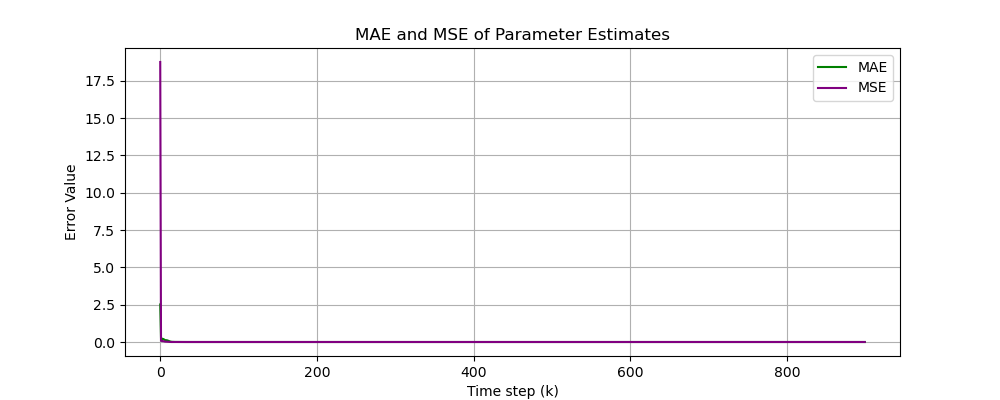 MAE and MSE of Parameter Estimates
MAE
MSE
17.5
15.0
12.5
10.0
7.5
5.0
2.5
0.0
Error Value
0 200 400 600 800
Time step (k)